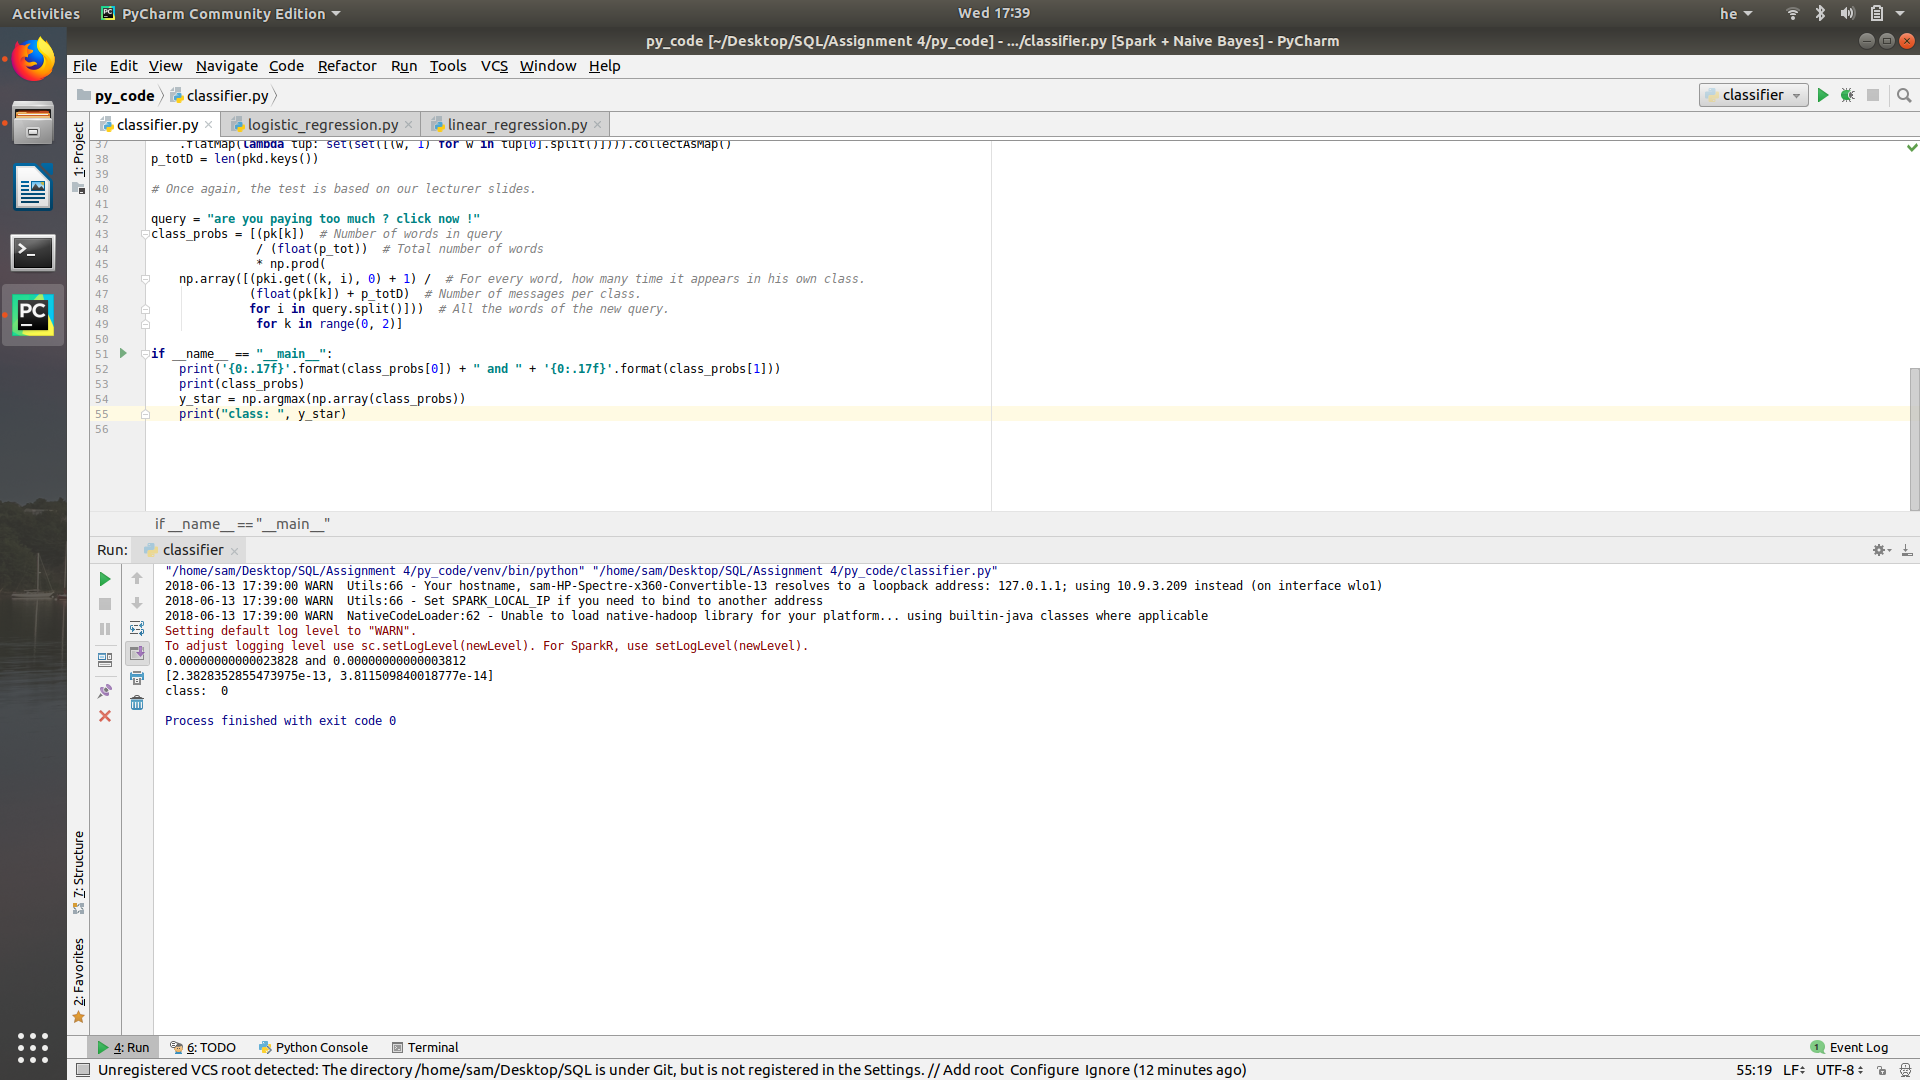 Activities PyCharm Community Edition Wed 17:39 he
py_code [~/Desktop/SQL/Assignment 4/py_code] - .../classifier.py [Spark + Naive Bayes] - PyCharm
File Edit View Navigate Code Refactor Run Tools VCS Window Help
py_code classifier.py classifier
1: Project
classifier.py logistic_regression.py linear_regression.py
37 .flatMap(lambda tup: set(set([(w, 1) for w in tup[0].split()]))).collectAsMap()
38 p_totD = len(pkd.keys())
39
40 # Once again, the test is based on our lecturer slides.
41
42 query = "are you paying too much ? click now !"
43 class_probs = [(pk[k]) # Number of words in query
44 / (float(p_tot)) # Total number of words
45 * np.prod(
46 np.array([(pki.get((k, i), 0) + 1) / # For every word, how many time it appears in his own class.
47 (float(pk[k]) + p_totD) # Number of messages per class.
48 for i in query.split()])) # All the words of the new query.
49 for k in range(0, 2)]
50
51 if __name__ == "__main__":
52 print('{0:.17f}'.format(class_probs[0]) + " and " + '{0:.17f}'.format(class_probs[1]))
53 print(class_probs)
54 y_star = np.argmax(np.array(class_probs))
55 print("class: ", y_star)
56
if __name__ == "__main__"
Run: classifier
"/home/sam/Desktop/SQL/Assignment 4/py_code/venv/bin/python" "/home/sam/Desktop/SQL/Assignment 4/py_code/classifier.py"
2018-06-13 17:39:00 WARN Utils:66 - Your hostname, sam-HP-Spectre-x360-Convertible-13 resolves to a loopback address: 127.0.1.1; using 10.9.3.209 instead (on interface wlo1)
2018-06-13 17:39:00 WARN Utils:66 - Set SPARK_LOCAL_IP if you need to bind to another address
2018-06-13 17:39:00 WARN NativeCodeLoader:62 - Unable to load native-hadoop library for your platform... using builtin-java classes where applicable
Setting default log level to "WARN".
To adjust logging level use sc.setLogLevel(newLevel). For SparkR, use setLogLevel(newLevel).
0.00000000000023828 and 0.00000000000003812
[2.3828352855473975e-13, 3.811509840018777e-14]
class: 0
Process finished with exit code 0
7: Structure
2: Favorites
4: Run 6: TODO Python Console Terminal 1 Event Log
Unregistered VCS root detected: The directory /home/sam/Desktop/SQL is under Git, but is not registered in the Settings. // Add root Configure Ignore (12 minutes ago) 55:19 LF UTF-8